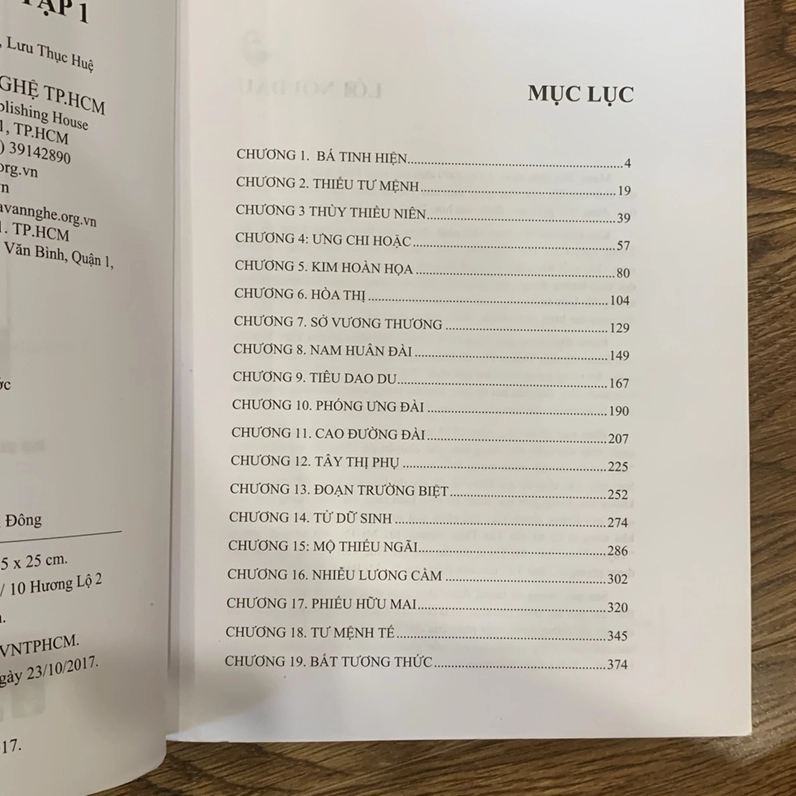 TẬP 1
, Lưu Thục Huệ
GHỆ TP.HCM
blishing House
1, TP.HCM
) 39142890
org.vn
n
avannghe.org.vn
1. TP.HCM
Văn Bình, Quận 1,
ớc
Đông
5 x 25 cm.
/ 10 Hương Lộ 2
VNTPHCM.
gày 23/10/2017.
17.
MỤC LỤC
CHƯƠNG 1. BÁ TINH HIỆN....4
CHƯƠNG 2. THIẾU TƯ MỆNH....19
CHƯƠNG 3 THÙY THIẾU NIÊN....39
CHƯƠNG 4: ƯNG CHI HOẶC....57
CHƯƠNG 5. KIM HOÀN HỌA....80
CHƯƠNG 6. HÒA THỊ....104
CHƯƠNG 7. SỞ VƯƠNG THƯƠNG....129
CHƯƠNG 8. NAM HUÂN ĐÀI....149
CHƯƠNG 9. TIÊU DAO DU....167
CHƯƠNG 10. PHÓNG ƯNG ĐÀI....190
CHƯƠNG 11. CAO ĐƯỜNG ĐÀI....207
CHƯƠNG 12. TÂY THỊ PHỤ....225
CHƯƠNG 13. ĐOẠN TRƯỜNG BIỆT....252
CHƯƠNG 14. TỬ DỮ SINH....274
CHƯƠNG 15: MỘ THIẾU NGÃI....286
CHƯƠNG 16. NHIỄU LƯƠNG CẦM....302
CHƯƠNG 17. PHIẾU HỮU MAI....320
CHƯƠNG 18. TƯ MỆNH TẾ....345
CHƯƠNG 19. BẤT TƯƠNG THỨC....374